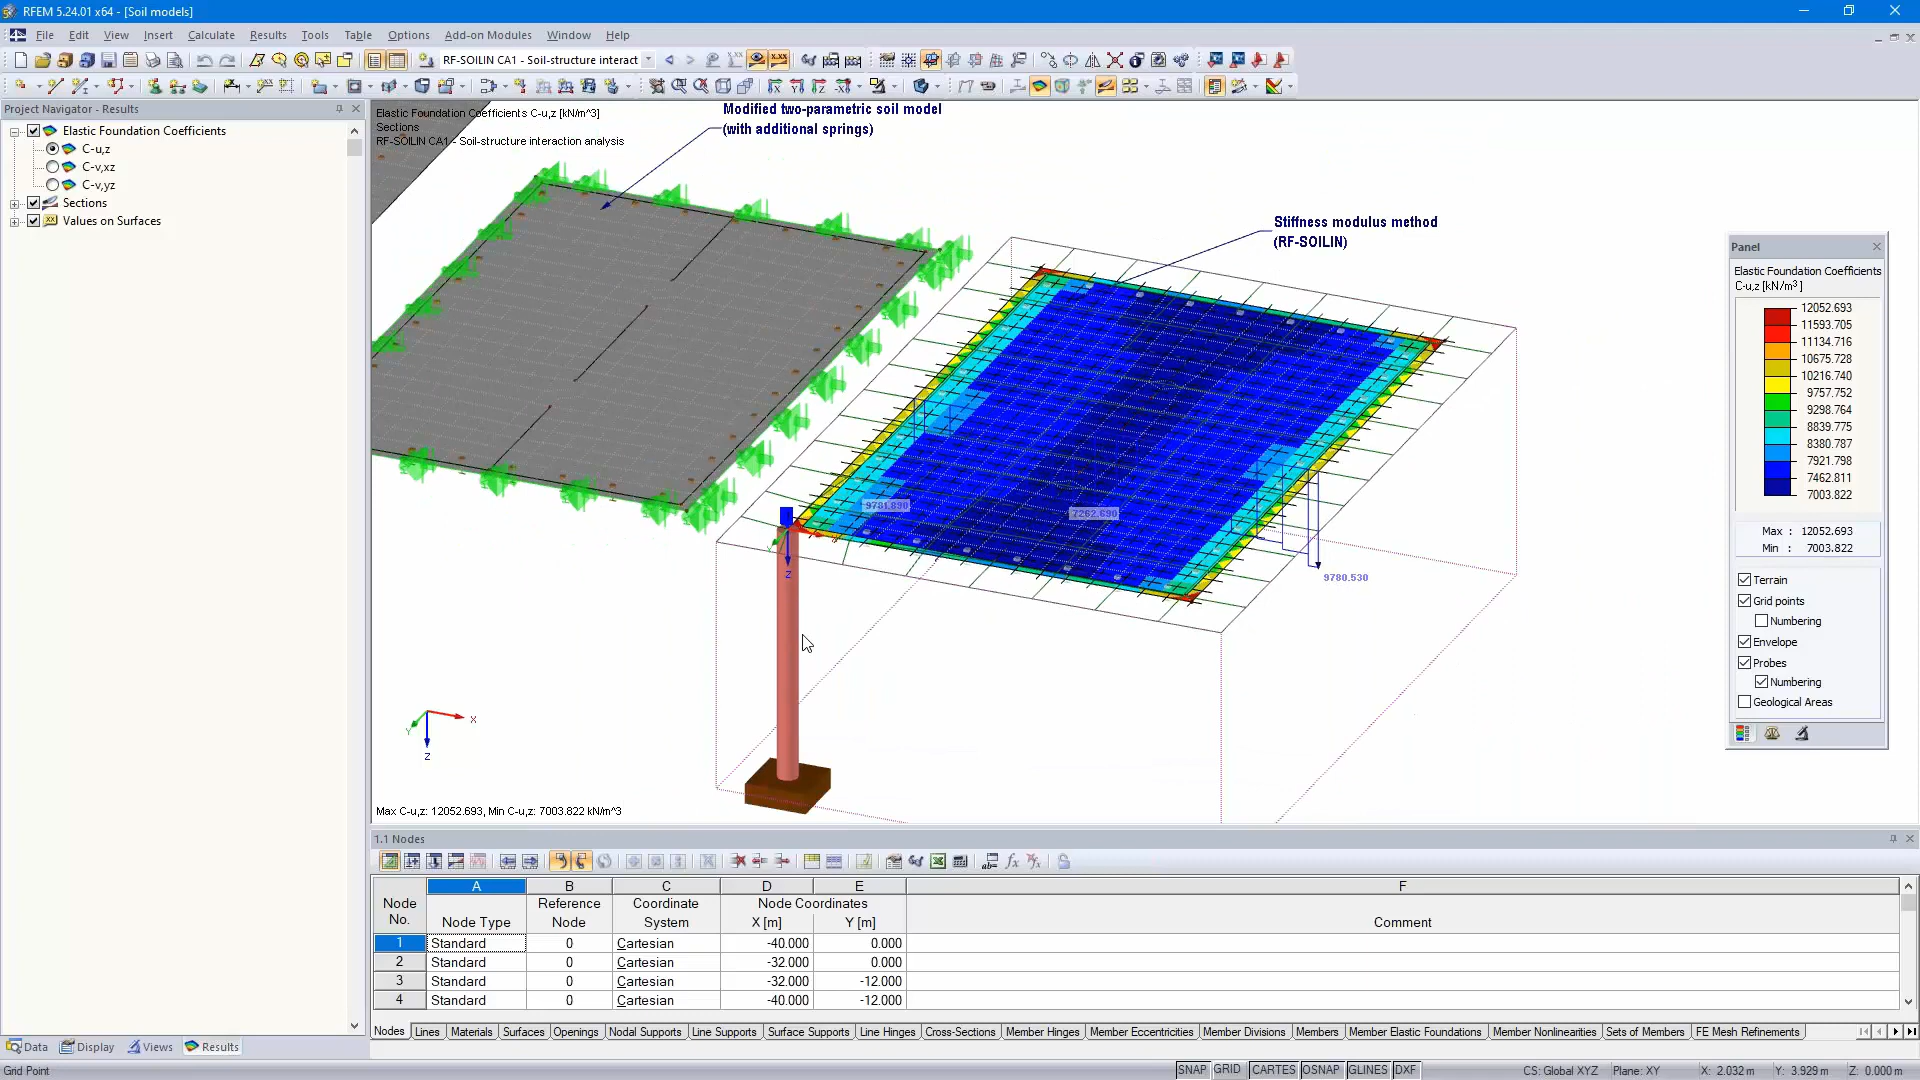 RFEM 5.24.01 x64 - [Soil models]
File Edit View Insert Calculate Results Tools Table Options Add-on Modules Window Help
RF-SOILIN CA1 - Soil-structure interact
Project Navigator - Results
Elastic Foundation Coefficients
C-u,z
C-v,xz
C-v,yz
Sections
Values on Surfaces
Data Display Views Results
Elastic Foundation Coefficients C-u,z [kN/m^3]
Sections
RF-SOILIN CA1 - Soil-structure interaction analysis
Modified two-parametric soil model
(with additional springs)
Stiffness modulus method
(RF-SOILIN)
9781.890
7262.690
9780.530
Z
X
Y
Z
Max C-u,z: 12052.693, Min C-u,z: 7003.822 kN/m^3
Panel
Elastic Foundation Coefficients
C-u,z [kN/m³]
12052.693
11593.705
11134.716
10675.728
10216.740
9757.752
9298.764
8839.775
8380.787
7921.798
7462.811
7003.822
Max : 12052.693
Min : 7003.822
Terrain
Grid points
Numbering
Envelope
Probes
Numbering
Geological Areas
1.1 Nodes
A B C D E F
Node No. Node Type Reference Node Coordinate System Node Coordinates X [m] Y [m] Comment
1 Standard 0 Cartesian -40.000 0.000
2 Standard 0 Cartesian -32.000 0.000
3 Standard 0 Cartesian -32.000 -12.000
4 Standard 0 Cartesian -40.000 -12.000
Nodes Lines Materials Surfaces Openings Nodal Supports Line Supports Surface Supports Line Hinges Cross-Sections Member Hinges Member Eccentricities Member Divisions Members Member Elastic Foundations Member Nonlinearities Sets of Members FE Mesh Refinements
Grid Point
SNAP GRID CARTES OSNAP GLINES DXF CS: Global XYZ Plane: XY X: 2.032 m Y: 3.929 m Z: 0.000 m